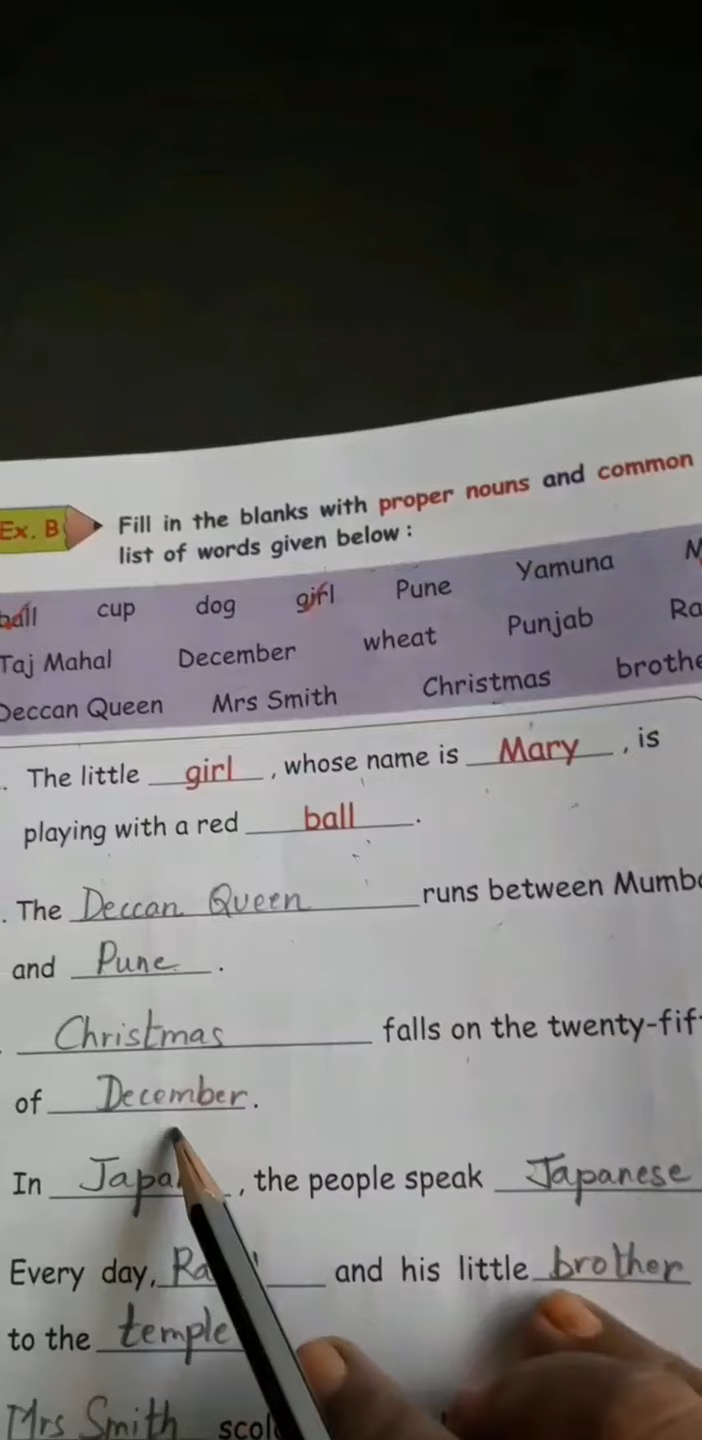 Ex. B Fill in the blanks with proper nouns and common
list of words given below :
ball cup dog girl Pune Yamuna
Taj Mahal December wheat Punjab
Deccan Queen Mrs Smith Christmas
The little girl , whose name is Mary , is
playing with a red ball .
. The Deccan Queen runs between
and Pune .
Christmas falls on the
of December .
In , the people speak Japanese
Every day, and his little brother
to the temple
Mrs Smith